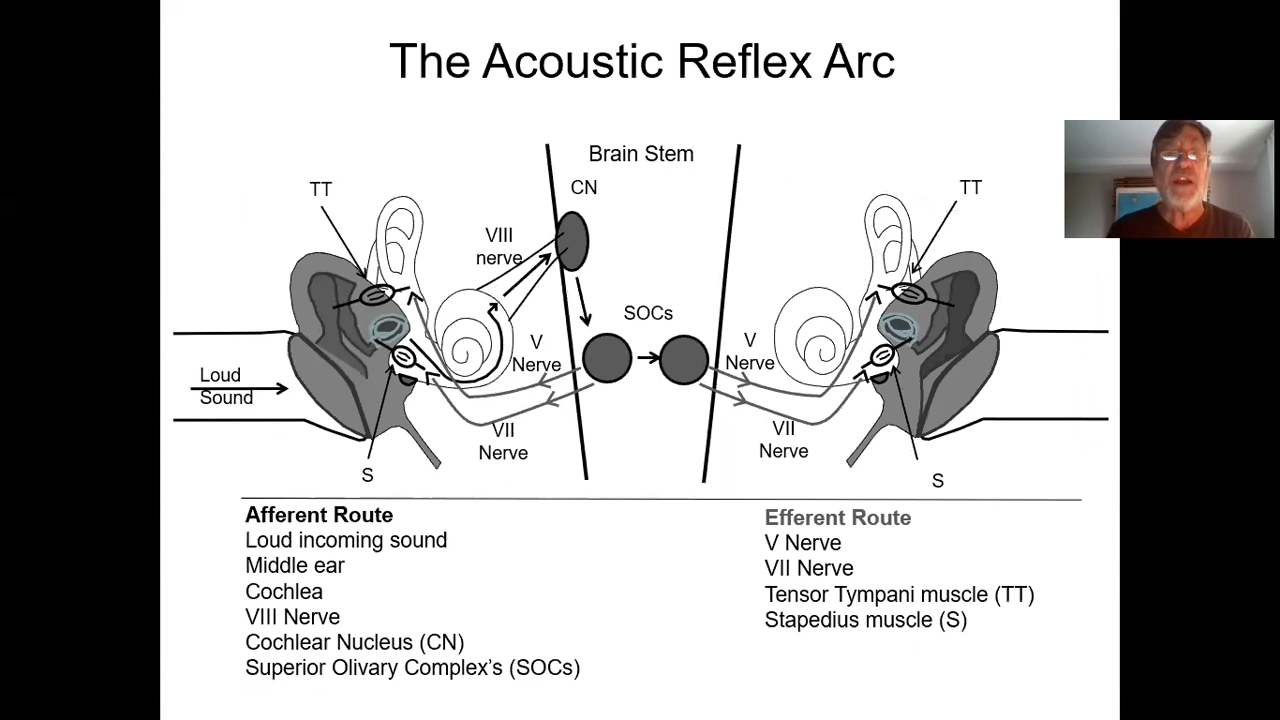 The Acoustic Reflex Arc
Brain Stem
CN
TT
TT
VIII
nerve
SOCs
V
Nerve
V
Nerve
Loud
Sound
VII
Nerve
VII
Nerve
S
S
Afferent Route
Loud incoming sound
Middle ear
Cochlea
VIII Nerve
Cochlear Nucleus (CN)
Superior Olivary Complex's (SOCs)
Efferent Route
V Nerve
VII Nerve
Tensor Tympani muscle (TT)
Stapedius muscle (S)